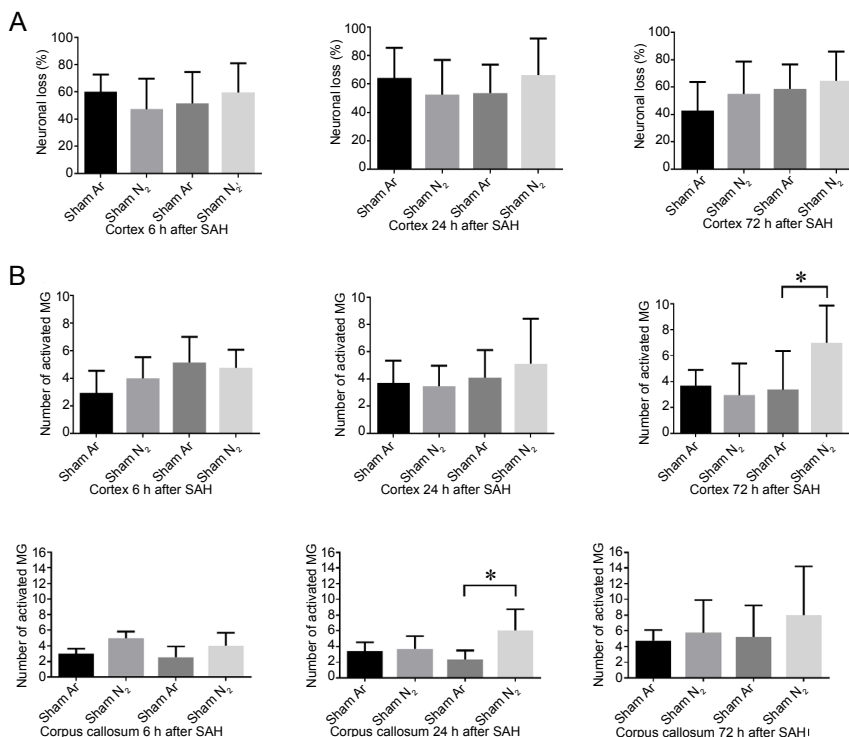 A
Neuronal loss (%)
100
80
60
40
20
0
Sham Ar
Sham N2
Sham Ar
Sham N2
Cortex 6 h after SAH
Neuronal loss (%)
100
80
60
40
20
0
Sham Ar
Sham N2
Sham Ar
Sham N2
Cortex 24 h after SAH
Neuronal loss (%)
100
80
60
40
20
0
Sham Ar
Sham N2
Sham Ar
Sham N2
Cortex 72 h after SAH
B
Number of activated MG
10
8
6
4
2
0
Sham Ar
Sham N2
Sham Ar
Sham N2
Cortex 6 h after SAH
Number of activated MG
10
8
6
4
2
0
Sham Ar
Sham N2
Sham Ar
Sham N2
Cortex 24 h after SAH
Number of activated MG
10
8
6
4
2
0
*
Sham Ar
Sham N2
Sham Ar
Sham N2
Cortex 72 h after SAH
Number of activated MG
16
14
12
10
8
6
4
2
0
Sham Ar
Sham N2
Sham Ar
Sham N2
Corpus callosum 6 h after SAH
Number of activated MG
16
14
12
10
8
6
4
2
0
*
Sham Ar
Sham N2
Sham Ar
Sham N2
Corpus callosum 24 h after SAH
Number of activated MG
16
14
12
10
8
6
4
2
0
Sham Ar
Sham N2
Sham Ar
Sham N2
Corpus callosum 72 h after SAH